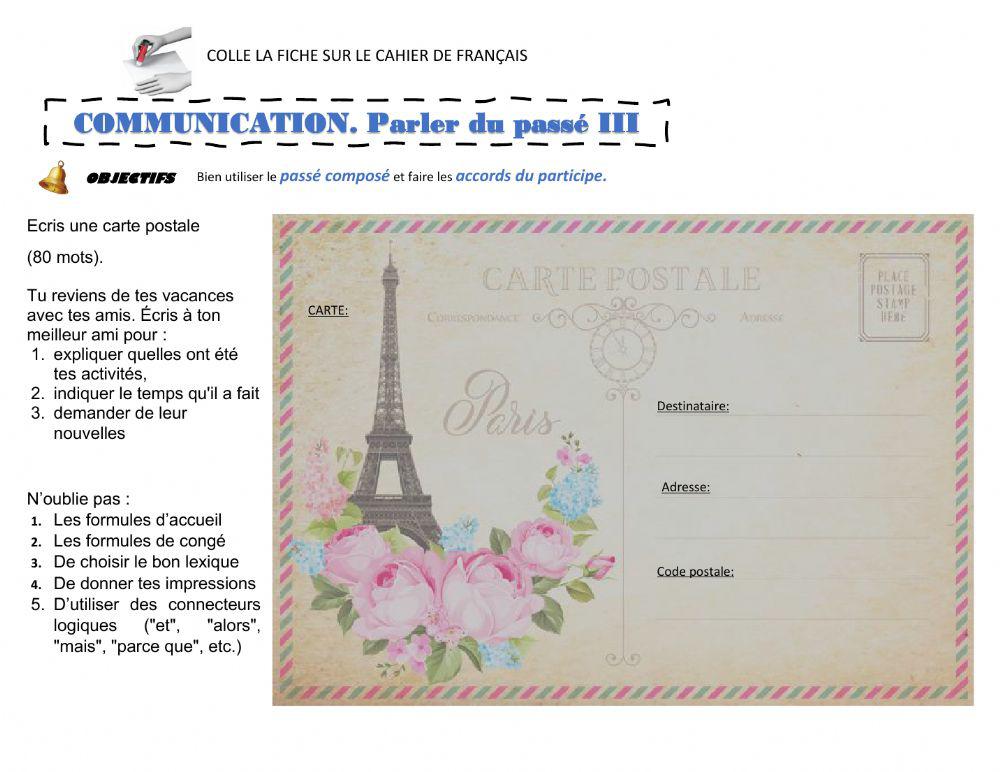 COLLE LA FICHE SUR LE CAHIER DE FRANÇAIS
COMMUNICATION. Parler du passé III
OBJECTIFS Bien utiliser le passé composé et faire les accords du participe.
Ecris une carte postale
(80 mots).
Tu reviens de tes vacances
avec tes amis. Écris à ton
meilleur ami pour :
1. expliquer quelles ont été
tes activités,
2. indiquer le temps qu'il a fait
3. demander de leur
nouvelles
N'oublie pas :
1. Les formules d'accueil
2. Les formules de congé
3. De choisir le bon lexique
4. De donner tes impressions
5. D'utiliser des connecteurs
logiques ("et", "alors",
"mais", "parce que", etc.)
CARTE POSTALE
PLACE
POSTAGE
STAMP
HERE
CARTE:
CORRESPONDANCE
ADRESSE
Paris
Destinataire:
Adresse:
Code postale: